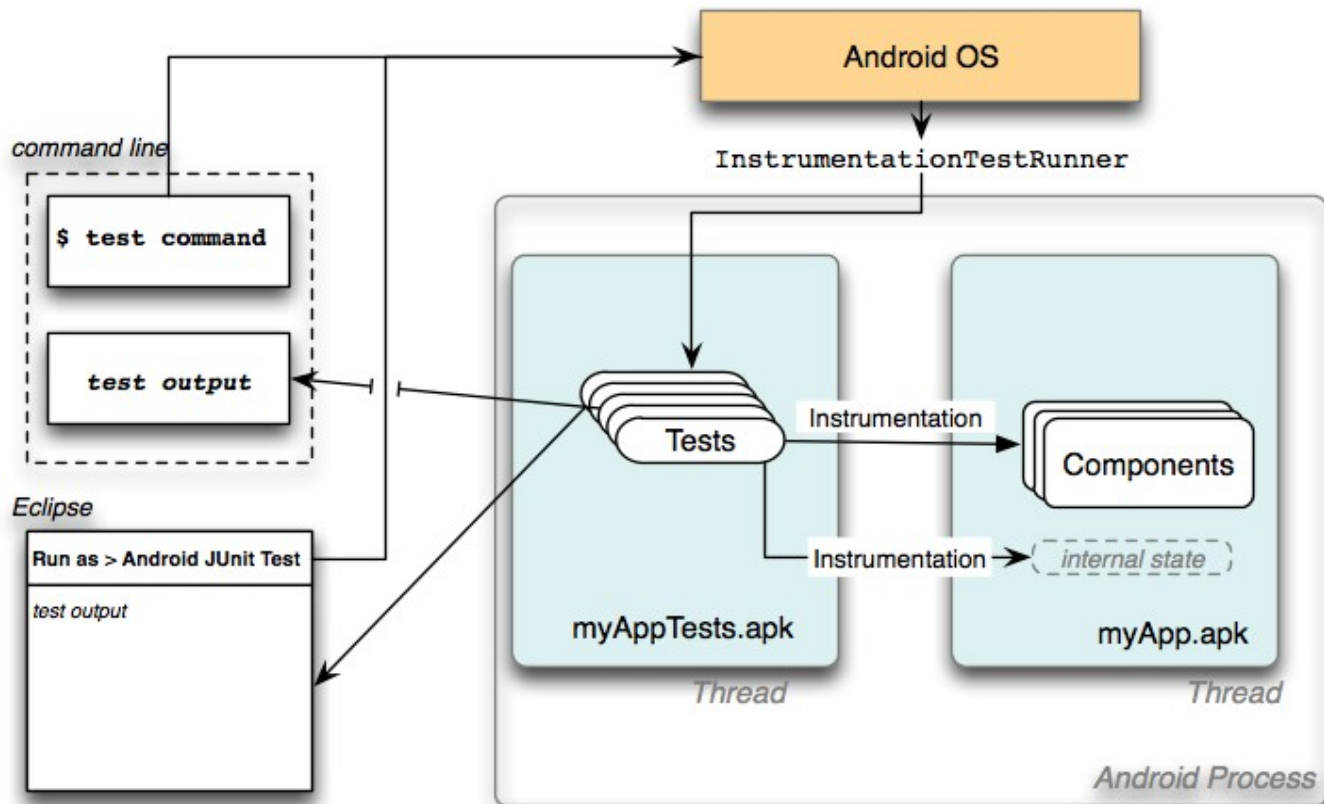 Android OS
command line
InstrumentationTestRunner
$ test command
test output
Tests
Instrumentation
Components
Eclipse
Run as > Android JUnit Test
Instrumentation
internal state
test output
myAppTests.apk
myApp.apk
Thread
Thread
Android Process